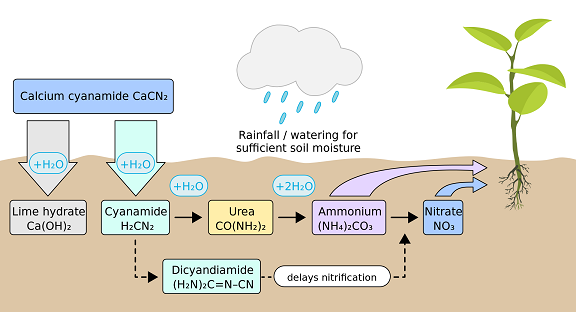 Calcium cyanamide CaCN₂
Rainfall / watering for
sufficient soil moisture
+H₂O
+H₂O
+H₂O
+2H₂O
Lime hydrate
Ca(OH)₂
Cyanamide
H₂CN₂
Urea
CO(NH₂)₂
Ammonium
(NH₄)₂CO₃
Nitrate
NO₃
Dicyandiamide
(H₂N)₂C=N–CN
delays nitrification